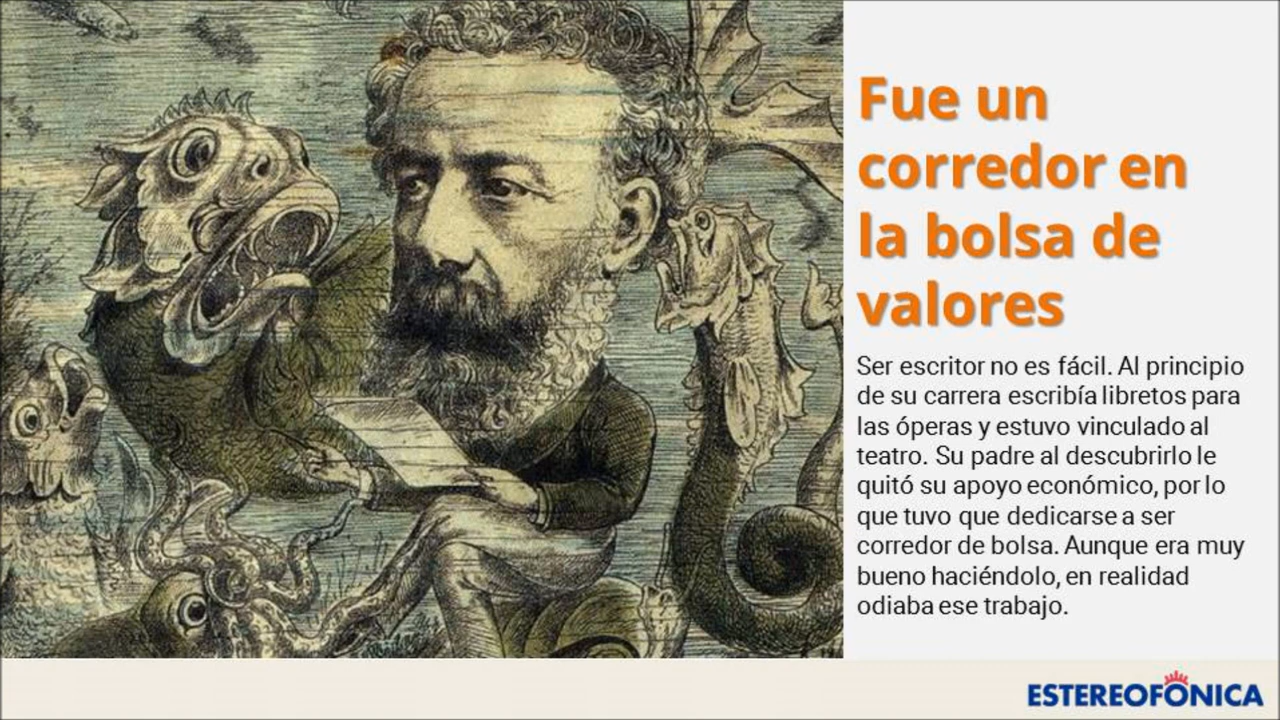 Fue un
corredor en
la bolsa de
valores
Ser escritor no es fácil. Al principio
de su carrera escribía libretos para
las óperas y estuvo vinculado al
teatro. Su padre al descubrirlo le
quitó su apoyo económico, por lo
que tuvo que dedicarse a ser
corredor de bolsa. Aunque era muy
bueno haciéndolo, en realidad
odiaba ese trabajo.
ESTEREOFÓNICA